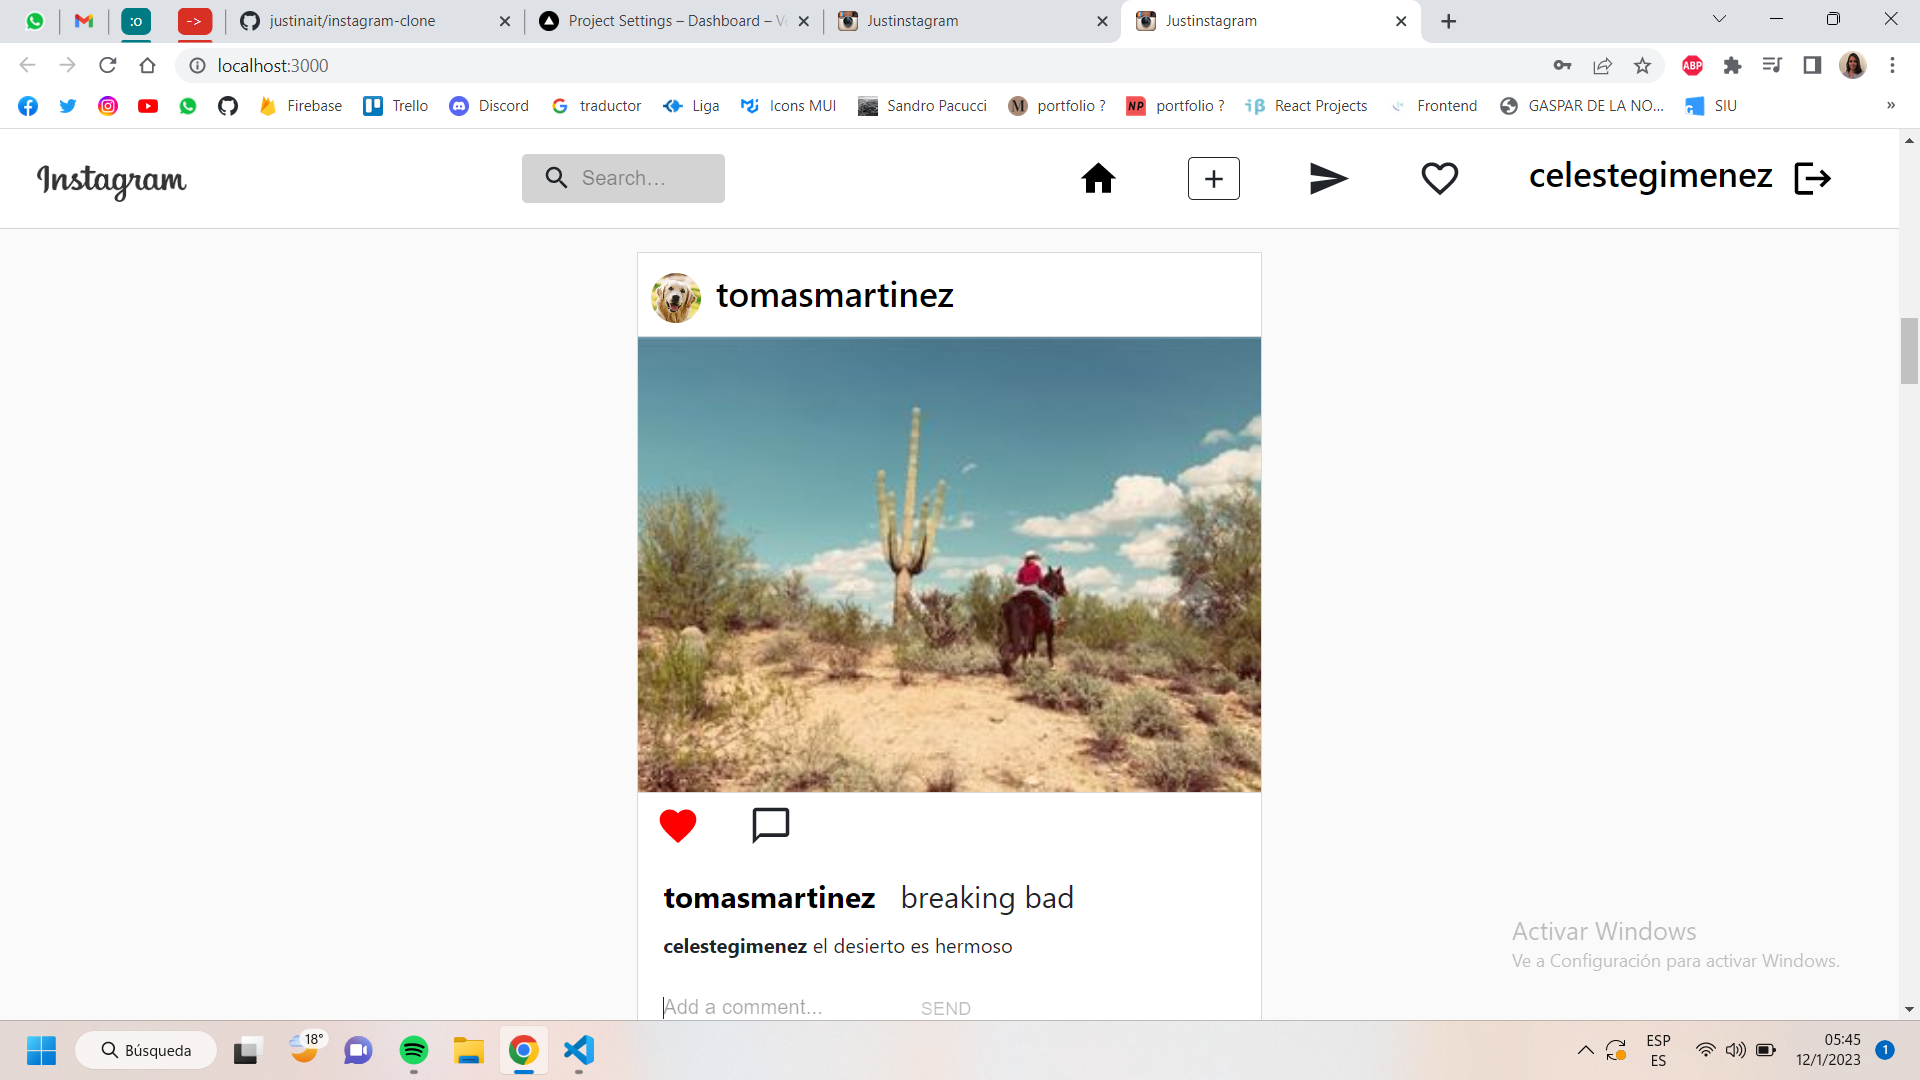 :o
->
justinait/instagram-clone
Project Settings – Dashboard – Ve
Justinstagram
Justinstagram
localhost:3000
ABP
Firebase
Trello
Discord
traductor
Liga
Icons MUI
Sandro Pacucci
M
portfolio ?
NP
portfolio ?
React Projects
Frontend
GASPAR DE LA NO...
SIU
»
Instagram
Search...
celestegimenez
tomasmartinez
tomasmartinez breaking bad
celestegimenez el desierto es hermoso
Add a comment...
SEND
Activar Windows
Ve a Configuración para activar Windows.
Búsqueda
18°
ESP
ES
05:45
12/1/2023
1